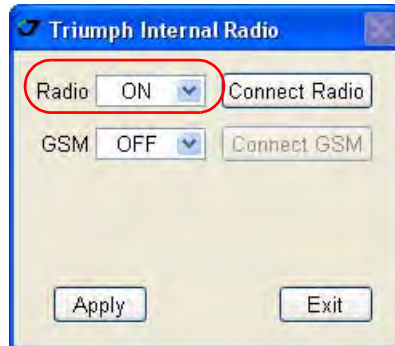 Triumph Internal Radio
Radio ON Connect Radio
GSM OFF Connect GSM
Apply Exit